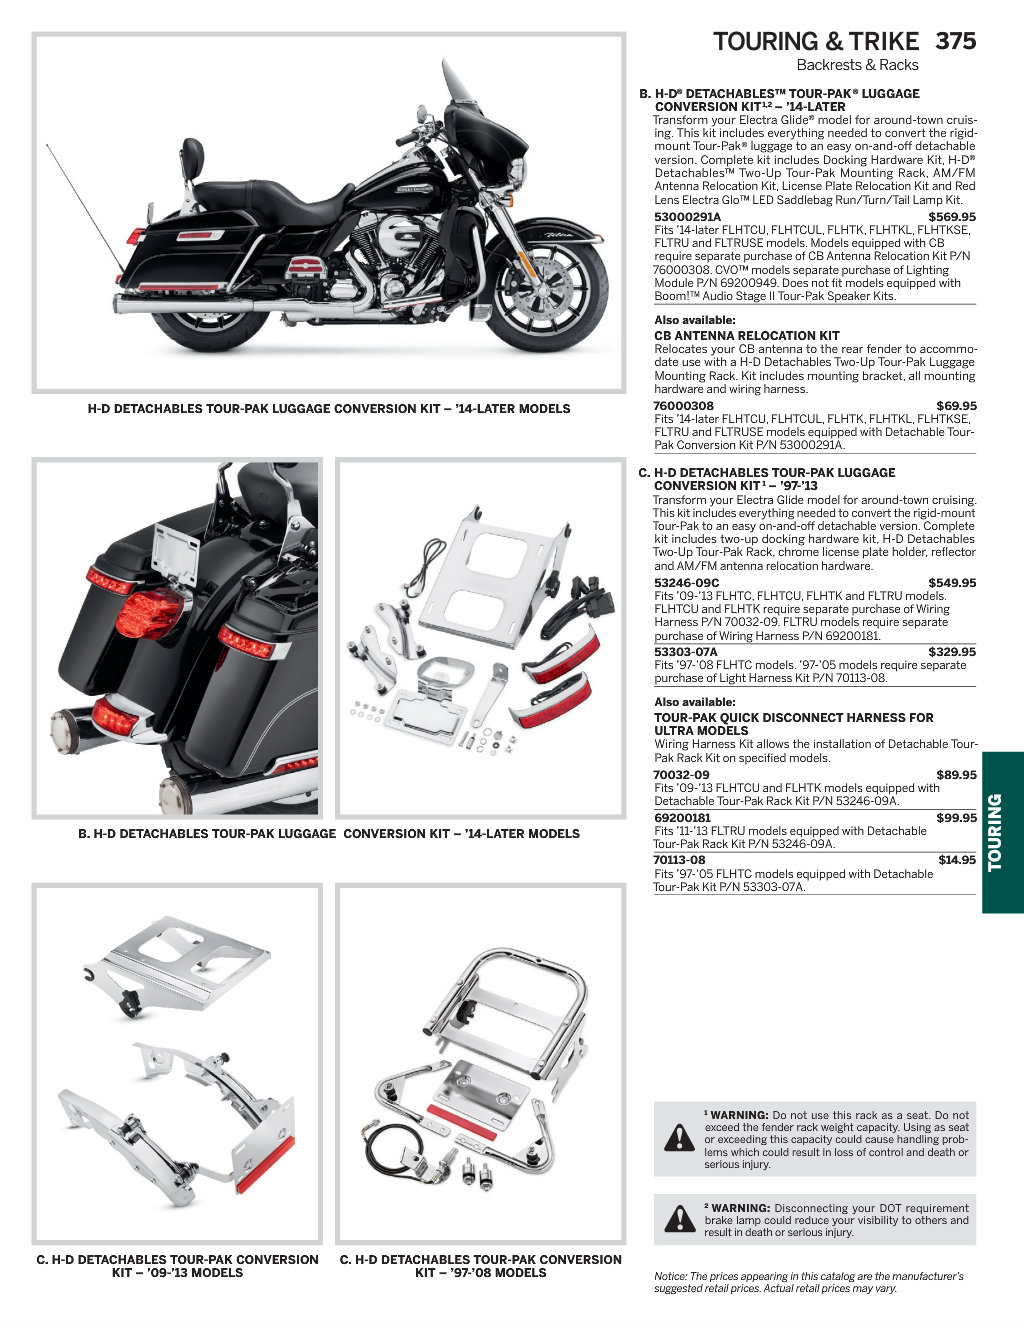 TOURING & TRIKE 375
Backrests & Racks
B. H-D® DETACHABLES™ TOUR-PAK® LUGGAGE
CONVERSION KIT1,2 – ’14-LATER
Transform your Electra Glide® model for around-town cruis-
ing. This kit includes everything needed to convert the rigid-
mount Tour-Pak® luggage to an easy on-and-off detachable
version. Complete kit includes Docking Hardware Kit, H-D®
Detachables™ Two-Up Tour-Pak Mounting Rack, AM/FM
Antenna Relocation Kit, License Plate Relocation Kit and Red
Lens Electra Glo™ LED Saddlebag Run/Turn/Tail Lamp Kit.
53000291A $569.95
Fits ’14-later FLHTCU, FLHTCUL, FLHTK, FLHTKL, FLHTKSE,
FLTRU and FLTRUSE models. Models equipped with CB
require separate purchase of CB Antenna Relocation Kit P/N
76000308. CVO™ models separate purchase of Lighting
Module P/N 69200949. Does not fit models equipped with
Boom!™ Audio Stage II Tour-Pak Speaker Kits.
Also available:
CB ANTENNA RELOCATION KIT
Relocates your CB antenna to the rear fender to accommo-
date use with a H-D Detachables Two-Up Tour-Pak Luggage
Mounting Rack. Kit includes mounting bracket, all mounting
hardware and wiring harness.
76000308 $69.95
Fits ’14-later FLHTCU, FLHTCUL, FLHTK, FLHTKL, FLHTKSE,
FLTRU and FLTRUSE models equipped with Detachable Tour-
Pak Conversion Kit P/N 53000291A.
C. H-D DETACHABLES TOUR-PAK LUGGAGE
CONVERSION KIT1 – ’97-’13
Transform your Electra Glide model for around-town cruising.
This kit includes everything needed to convert the rigid-mount
Tour-Pak to an easy on-and-off detachable version. Complete
kit includes two-up docking hardware kit, H-D Detachables
Two-Up Tour-Pak Rack, chrome license plate holder, reflector
and AM/FM antenna relocation hardware.
53246-09C $549.95
Fits ’09-’13 FLHTC, FLHTCU, FLHTK and FLTRU models.
FLHTCU and FLHTK require separate purchase of Wiring
Harness P/N 70032-09. FLTRU models require separate
purchase of Wiring Harness P/N 69200181.
53303-07A $329.95
Fits ’97-’08 FLHTC models. ’97-’05 models require separate
purchase of Light Harness Kit P/N 70113-08.
Also available:
TOUR-PAK QUICK DISCONNECT HARNESS FOR
ULTRA MODELS
Wiring Harness Kit allows the installation of Detachable Tour-
Pak Rack Kit on specified models.
70032-09 $89.95
Fits ’09-’13 FLHTCU and FLHTK models equipped with
Detachable Tour-Pak Rack Kit P/N 53246-09A.
69200181 $99.95
Fits ’11-’13 FLTRU models equipped with Detachable
Tour-Pak Rack Kit P/N 53246-09A.
70113-08 $14.95
Fits ’97-’05 FLHTC models equipped with Detachable
Tour-Pak Kit P/N 53303-07A.
TOURING
H-D DETACHABLES TOUR-PAK LUGGAGE CONVERSION KIT – ’14-LATER MODELS
B. H-D DETACHABLES TOUR-PAK LUGGAGE CONVERSION KIT – ’14-LATER MODELS
C. H-D DETACHABLES TOUR-PAK CONVERSION
KIT – ’09-’13 MODELS
C. H-D DETACHABLES TOUR-PAK CONVERSION
KIT – ’97-’08 MODELS
1 WARNING: Do not use this rack as a seat. Do not
exceed the fender rack weight capacity. Using as seat
or exceeding this capacity could cause handling prob-
lems which could result in loss of control and death or
serious injury.
2 WARNING: Disconnecting your DOT requirement
brake lamp could reduce your visibility to others and
result in death or serious injury.
Notice: The prices appearing in this catalog are the manufacturer’s
suggested retail prices. Actual retail prices may vary.